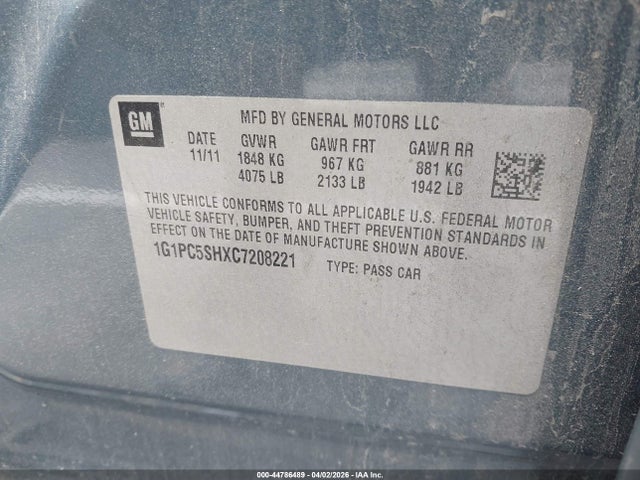 GM
MFD BY GENERAL MOTORS LLC
DATE GVWR GAWR FRT GAWR RR
11/11 1848 KG 967 KG 881 KG
4075 LB 2133 LB 1942 LB
THIS VEHICLE CONFORMS TO ALL APPLICABLE U.S. FEDERAL MOTOR
VEHICLE SAFETY, BUMPER, AND THEFT PREVENTION STANDARDS IN
EFFECT ON THE DATE OF MANUFACTURE SHOWN ABOVE.
1G1PC5SHXC7208221 TYPE: PASS CAR
000-44786489 - 04/02/2026 - IAA Inc.